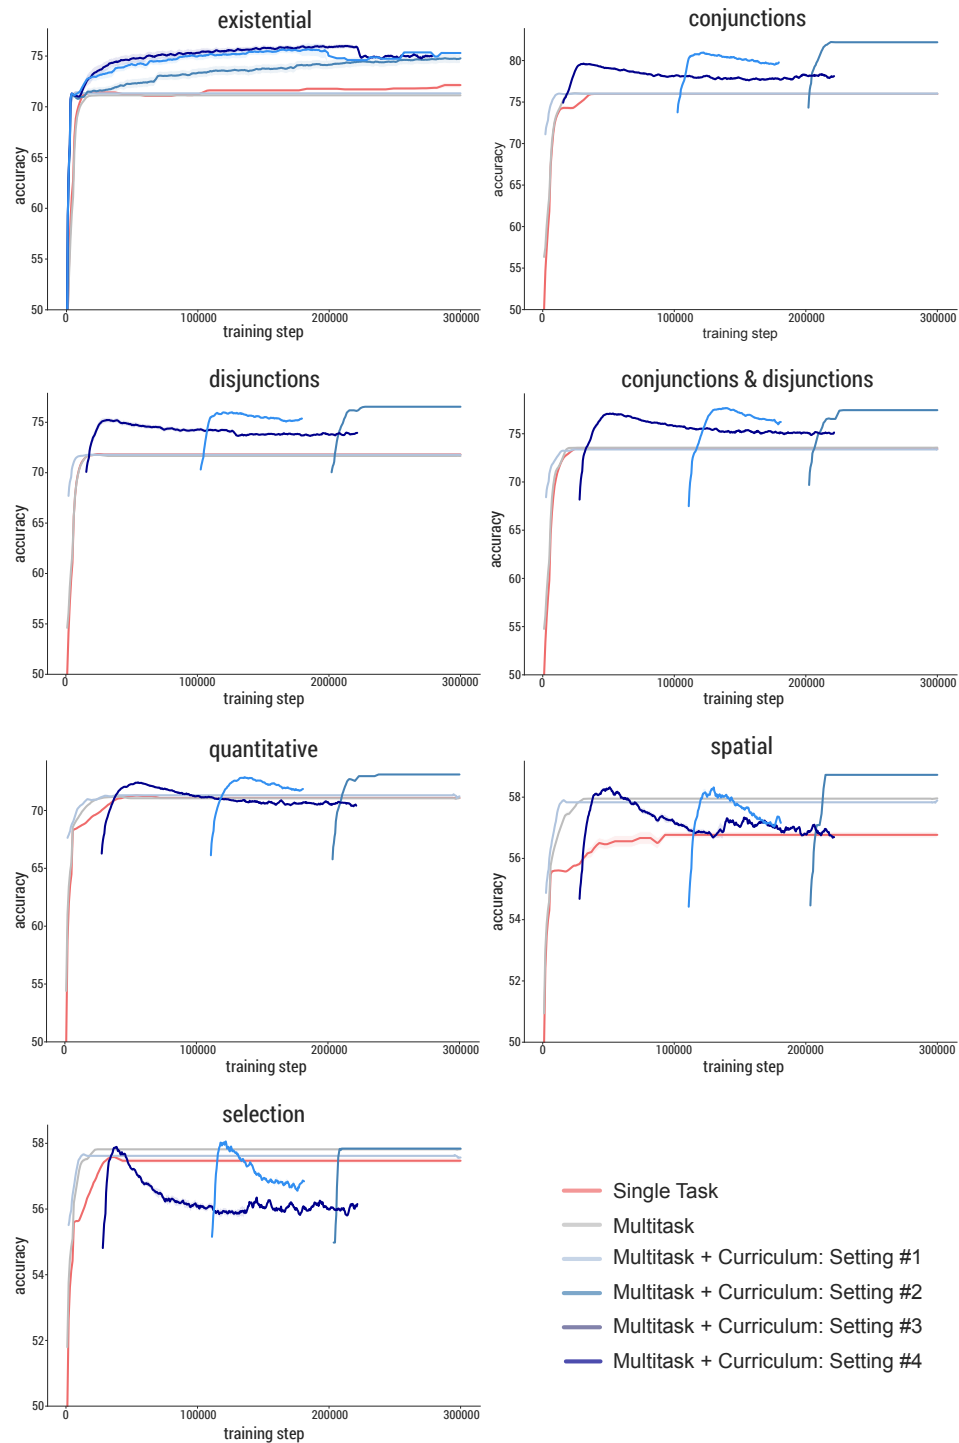 existential
75
70
65
60
55
50
accuracy
0 100000 200000 300000
training step
conjunctions
80
75
70
65
60
55
50
accuracy
0 100000 200000 300000
training step
disjunctions
75
70
65
60
55
50
accuracy
0 100000 200000 300000
training step
conjunctions & disjunctions
75
70
65
60
55
50
accuracy
0 100000 200000 300000
training step
quantitative
70
65
60
55
50
accuracy
0 100000 200000 300000
training step
spatial
58
56
54
52
50
accuracy
0 100000 200000 300000
training step
selection
58
56
54
52
50
accuracy
0 100000 200000 300000
training step
Single Task
Multitask
Multitask + Curriculum: Setting #1
Multitask + Curriculum: Setting #2
Multitask + Curriculum: Setting #3
Multitask + Curriculum: Setting #4